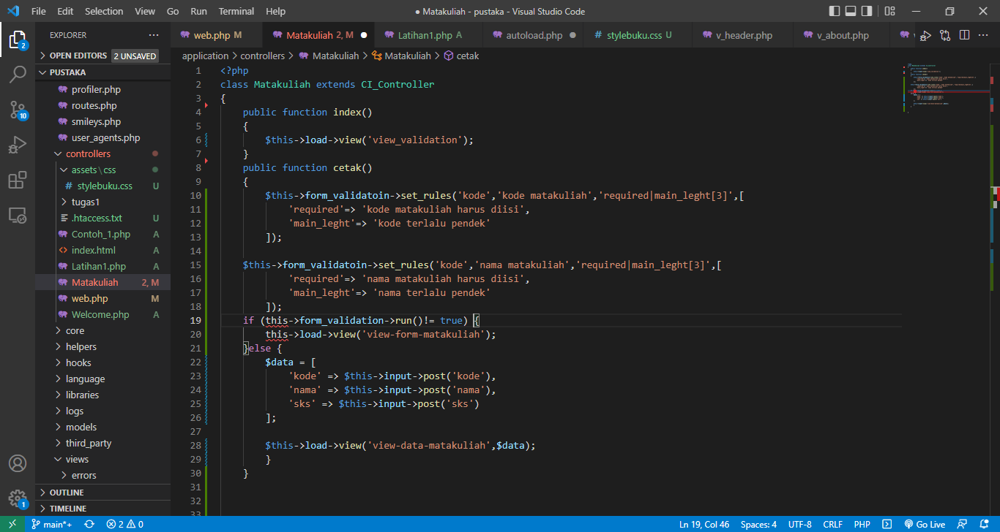 File Edit Selection View Go Run Terminal Help ● Matakuliah - pustaka - Visual Studio Code
EXPLORER ···
web.php M Matakuliah 2, M Latihan1.php A autoload.php stylebuku.css U v_header.php v_about.php
OPEN EDITORS 2 UNSAVED
application > controllers > Matakuliah > Matakuliah > cetak
PUSTAKA
profiler.php
routes.php
smileys.php
user_agents.php
controllers
assets\css
stylebuku.css U
tugas1
.htaccess.txt U
Contoh_1.php A
index.html A
Latihan1.php A
Matakuliah 2, M
web.php M
Welcome.php A
core
helpers
hooks
language
libraries
logs
models
third_party
views
errors
OUTLINE
TIMELINE
2
10
1
1 <?php
2 class Matakuliah extends CI_Controller
3 {
4 public function index()
5 {
6 $this->load->view('view_validation');
7 }
8 public function cetak()
9 {
10 $this->form_validatoin->set_rules('kode','kode matakuliah','required|main_leght[3]',[
11 'required'=> 'kode matakuliah harus diisi',
12 'main_leght'=> 'kode terlalu pendek'
13 ]);
14
15 $this->form_validatoin->set_rules('kode','nama matakuliah','required|main_leght[3]',[
16 'required'=> 'nama matakuliah harus diisi',
17 'main_leght'=> 'nama terlalu pendek'
18 ]);
19 if (this->form_validation->run()!= true) {
20 this->load->view('view-form-matakuliah');
21 }else {
22 $data = [
23 'kode' => $this->input->post('kode'),
24 'nama' => $this->input->post('nama'),
25 'sks' => $this->input->post('sks')
26 ];
27
28 $this->load->view('view-data-matakuliah',$data);
29 }
30 }
31
32
33
main*+ 2 0 Ln 19, Col 46 Spaces: 4 UTF-8 CRLF PHP Go Live